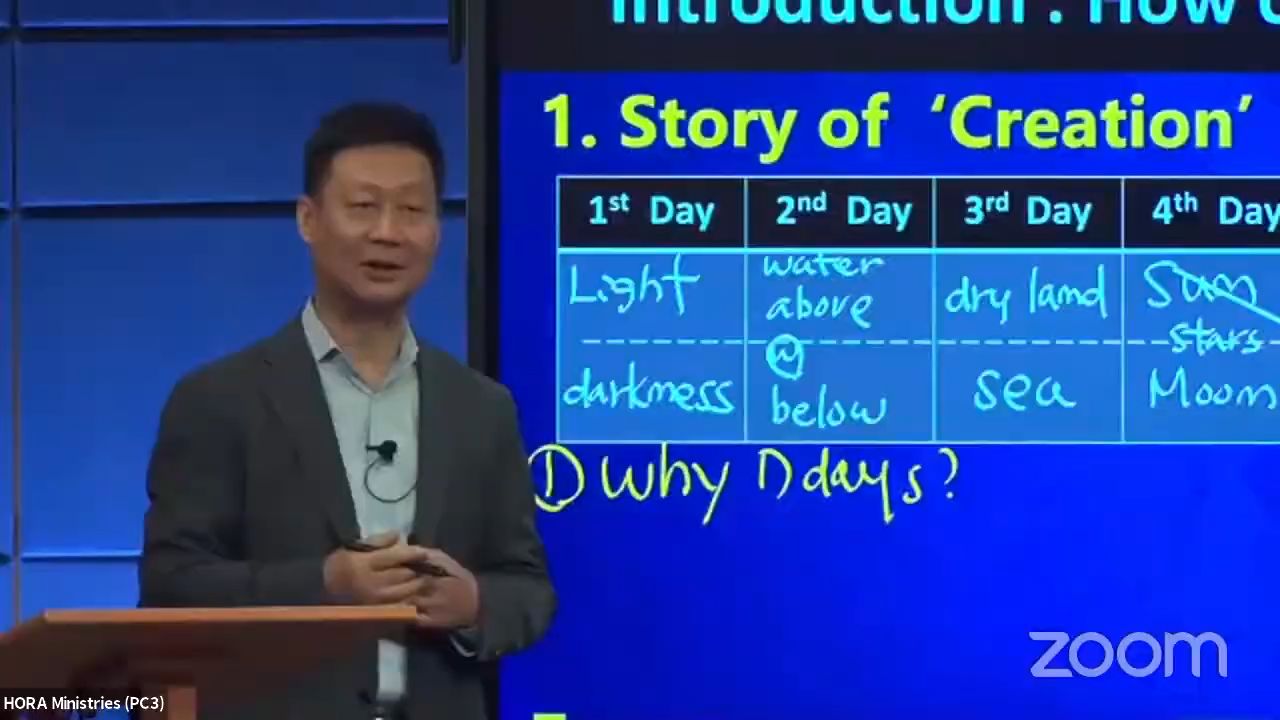 Introduction : How
1. Story of ‘Creation’
1st Day 2nd Day 3rd Day 4th Day
Light water above dry land Sun stars
darkness @ below sea Moon
① Why 7 days?
zoom
HORA Ministries (PC3)